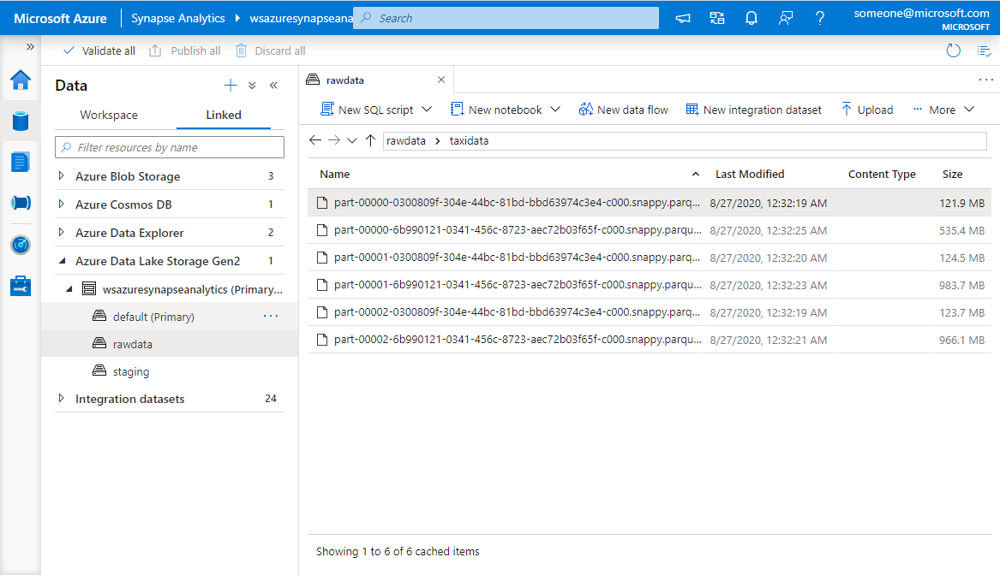 Microsoft Azure Synapse Analytics wsazuresynapseana Search someone@microsoft.com
MICROSOFT
Validate all Publish all Discard all
Data
Workspace Linked
Filter resources by name
Azure Blob Storage 3
Azure Cosmos DB 1
Azure Data Explorer 2
Azure Data Lake Storage Gen2 1
wsazuresynapseanalytics (Primary...
default (Primary) ...
rawdata
staging
Integration datasets 24
rawdata
New SQL script New notebook New data flow New integration dataset Upload ... More
rawdata > taxidata
Name Last Modified Content Type Size
part-00000-0300809f-304e-44bc-81bd-bbd63974c3e4-c000.snappy.parq... 8/27/2020, 12:32:19 AM 121.9 MB
part-00000-6b990121-0341-456c-8723-aec72b03f65f-c000.snappy.parqu... 8/27/2020, 12:32:25 AM 535.4 MB
part-00001-0300809f-304e-44bc-81bd-bbd63974c3e4-c000.snappy.parq... 8/27/2020, 12:32:20 AM 124.5 MB
part-00001-6b990121-0341-456c-8723-aec72b03f65f-c000.snappy.parqu... 8/27/2020, 12:32:23 AM 983.7 MB
part-00002-0300809f-304e-44bc-81bd-bbd63974c3e4-c000.snappy.parq... 8/27/2020, 12:32:19 AM 123.7 MB
part-00002-6b990121-0341-456c-8723-aec72b03f65f-c000.snappy.parqu... 8/27/2020, 12:32:21 AM 966.1 MB
Showing 1 to 6 of 6 cached items